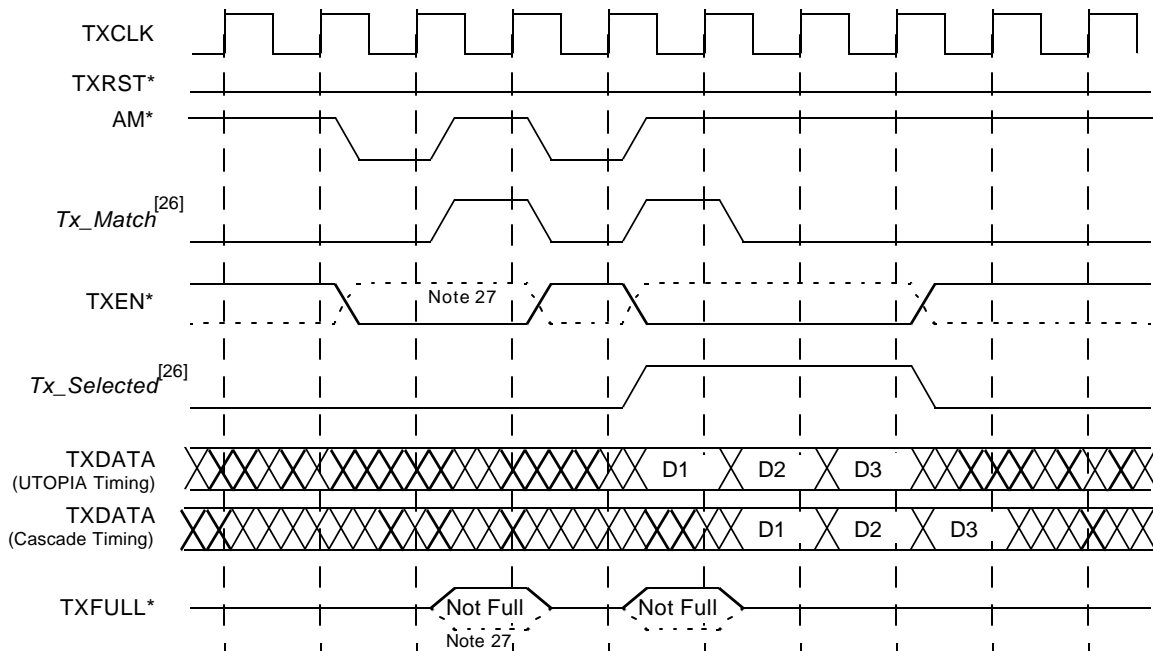 TXCLK
TXRST*
AM*
Tx_Match[26]
TXEN*
Note 27
Tx_Selected[26]
TXDATA
(UTOPIA Timing)
D1 D2 D3
TXDATA
(Cascade Timing)
D1 D2 D3
TXFULL*
Not Full Not Full
Note 27